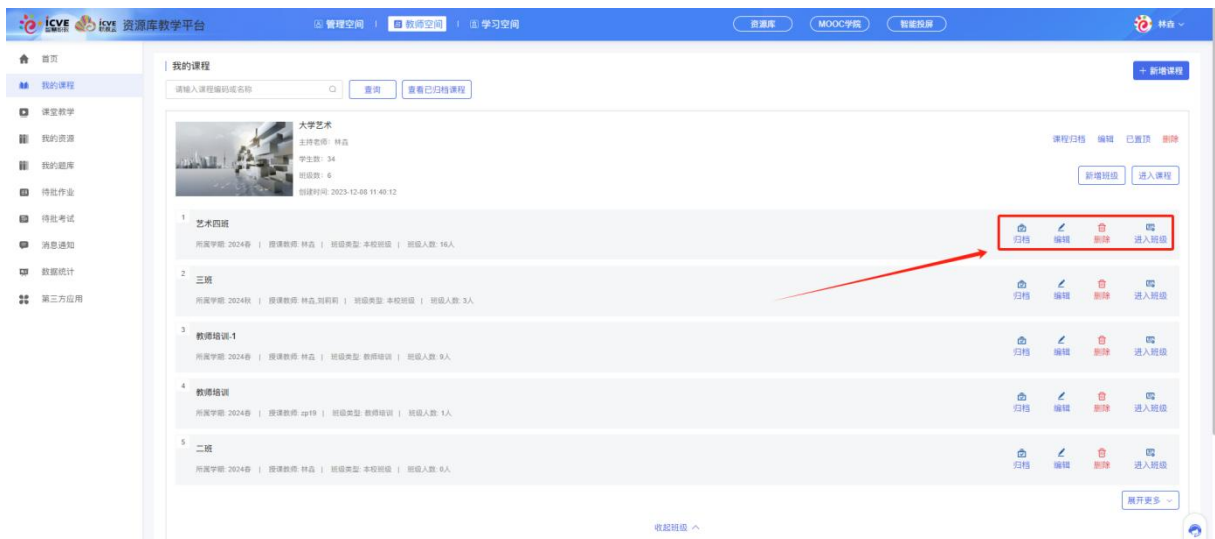 icve 智慧职教 icve 职教云 资源库教学平台 管理空间 教师空间 学习空间 资源库 MOOC学院 智能投屏 林森
首页
我的课程
课堂教学
我的资源
我的题库
待批作业
待批考试
消息通知
数据统计
第三方应用
我的课程
+ 新增课程
请输入课程编码或名称 查询 查看已归档课程
大学艺术
主持老师: 林森
学生数: 34
班级数: 6
创建时间: 2023-12-06 11:40:12
课程归档 编辑 已置顶 删除
新增班级 进入课程
1 艺术四班
所属学期: 2024春 | 授课教师: 林森 | 班级类型: 本校班级 | 班级人数: 16人
归档 编辑 删除 进入班级
2 三班
所属学期: 2024秋 | 授课教师: 林森,刘莉莉 | 班级类型: 本校班级 | 班级人数: 3人
归档 编辑 删除 进入班级
3 教师培训-1
所属学期: 2024春 | 授课教师: 林森 | 班级类型: 教师培训 | 班级人数: 9人
归档 编辑 删除 进入班级
4 教师培训
所属学期: 2024春 | 授课教师: zp19 | 班级类型: 教师培训 | 班级人数: 1人
归档 编辑 删除 进入班级
5 二班
所属学期: 2024春 | 授课教师: 林森 | 班级类型: 本校班级 | 班级人数: 0人
归档 编辑 删除 进入班级
展开更多
收起班级